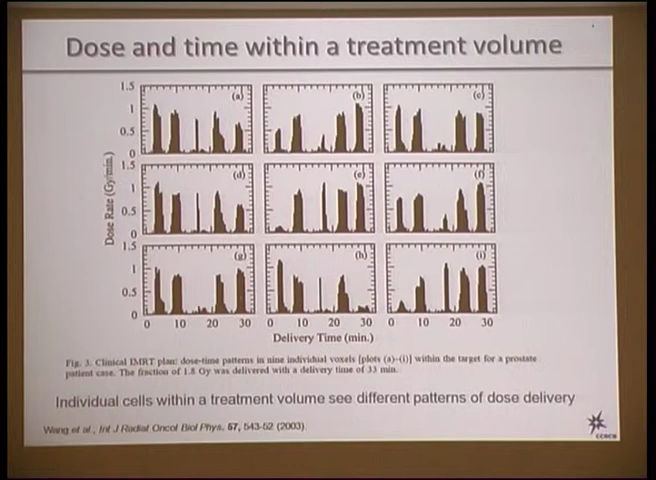 Dose and time within a treatment volume
1.5
1
0.5
0
(a)
(b)
(c)
1.5
1
0.5
0
(d)
(e)
(f)
1.5
1
0.5
0
(g)
(h)
(i)
Dose Rate (Gy/min.)
0 10 20 30 0 10 20 30 0 10 20 30
Delivery Time (min.)
Fig. 3. Clinical IMRT plan: dose-time patterns in nine individual voxels [plots (a)–(i)] within the target for a prostate
patient case. The fraction of 1.8 Gy was delivered with a delivery time of 33 min.
Individual cells within a treatment volume see different patterns of dose delivery
Wang et al., Int J Radiat Oncol Biol Phys, 57, 543-52 (2003).